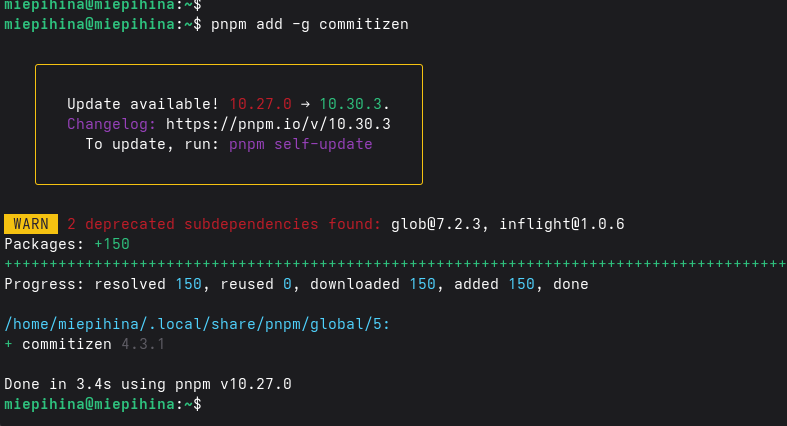 miepihina@miepihina:~$
miepihina@miepihina:~$ pnpm add -g commitizen
Update available! 10.27.0 → 10.30.3.
Changelog: https://pnpm.io/v/10.30.3
To update, run: pnpm self-update
WARN 2 deprecated subdependencies found: glob@7.2.3, inflight@1.0.6
Packages: +150
++++++++++++++++++++++++++++++++++++++++++++++++++++++++++++++++++++++++++++++++++++++
Progress: resolved 150, reused 0, downloaded 150, added 150, done
/home/miepihina/.local/share/pnpm/global/5:
+ commitizen 4.3.1
Done in 3.4s using pnpm v10.27.0
miepihina@miepihina:~$